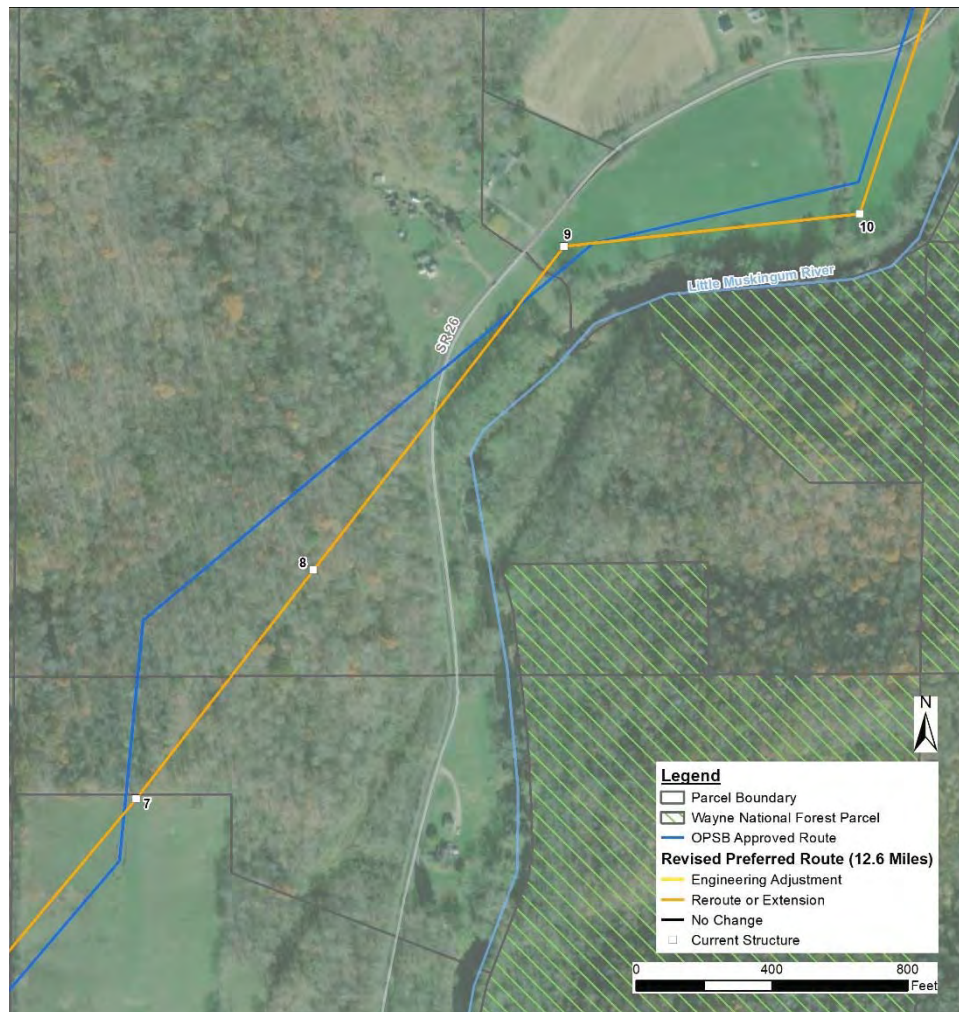 9
10
Little Muskingum River
SR 26
8
7
N
Legend
Parcel Boundary
Wayne National Forest Parcel
OPSB Approved Route
Revised Preferred Route (12.6 Miles)
Engineering Adjustment
Reroute or Extension
No Change
Current Structure
0 400 800
Feet